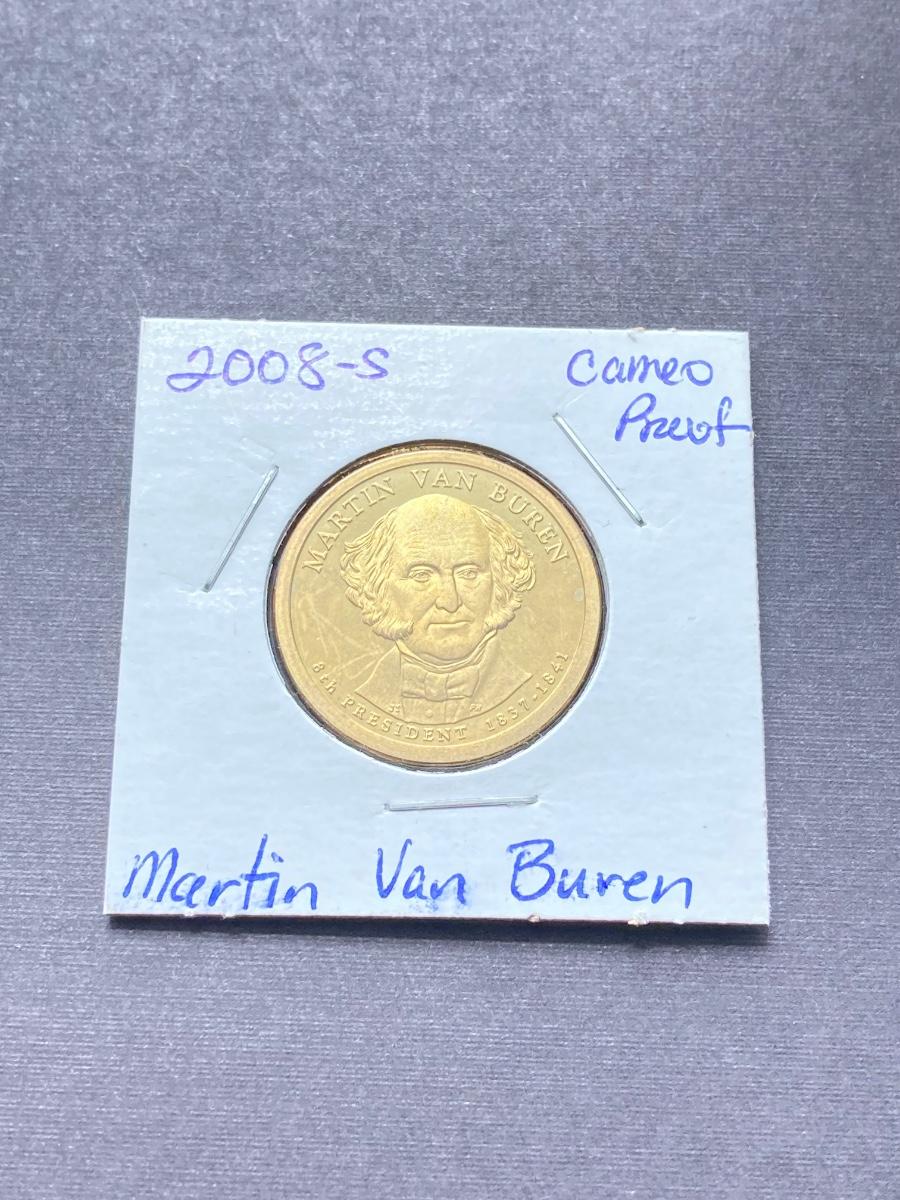 2008-S
Cameo
Proof
MARTIN VAN BUREN
8th PRESIDENT 1837-1841
Martin Van Buren